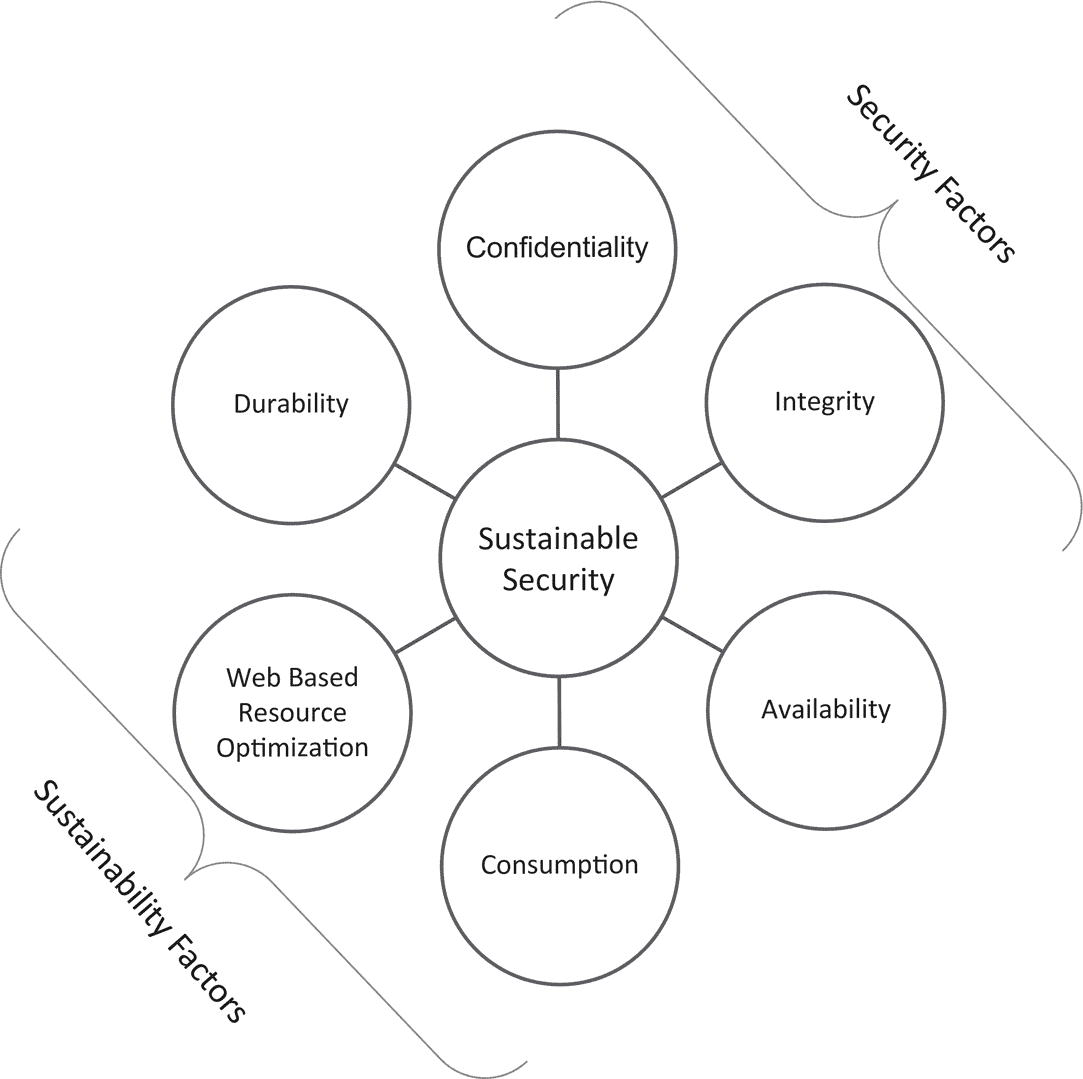 Security Factors
Confidentiality
Durability
Integrity
Sustainable
Security
Web Based
Resource
Optimization
Availability
Consumption
Sustainability Factors